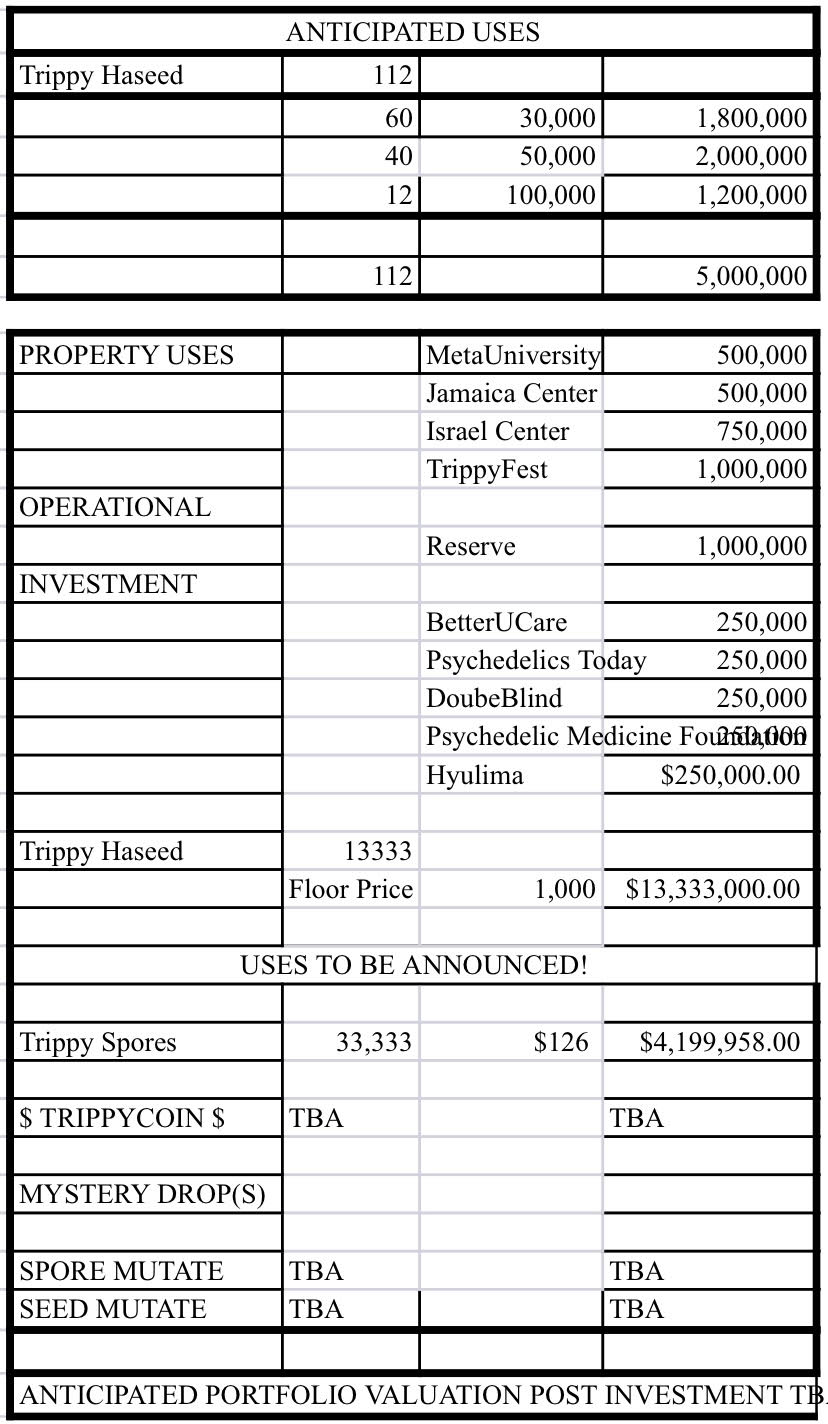 ANTICIPATED USES
Trippy Haseed 112
60 30,000 1,800,000
40 50,000 2,000,000
12 100,000 1,200,000
112 5,000,000
PROPERTY USES MetaUniversity 500,000
Jamaica Center 500,000
Israel Center 750,000
TrippyFest 1,000,000
OPERATIONAL
Reserve 1,000,000
INVESTMENT
BetterUCare 250,000
Psychedelics Today 250,000
DoubeBlind 250,000
Psychedelic Medicine Foundation 250,000
Hyulima $250,000.00
Trippy Haseed 13333
Floor Price 1,000 $13,333,000.00
USES TO BE ANNOUNCED!
Trippy Spores 33,333 $126 $4,199,958.00
$ TRIPPYCOIN $ TBA TBA
MYSTERY DROP(S)
SPORE MUTATE TBA TBA
SEED MUTATE TBA TBA
ANTICIPATED PORTFOLIO VALUATION POST INVESTMENT TB